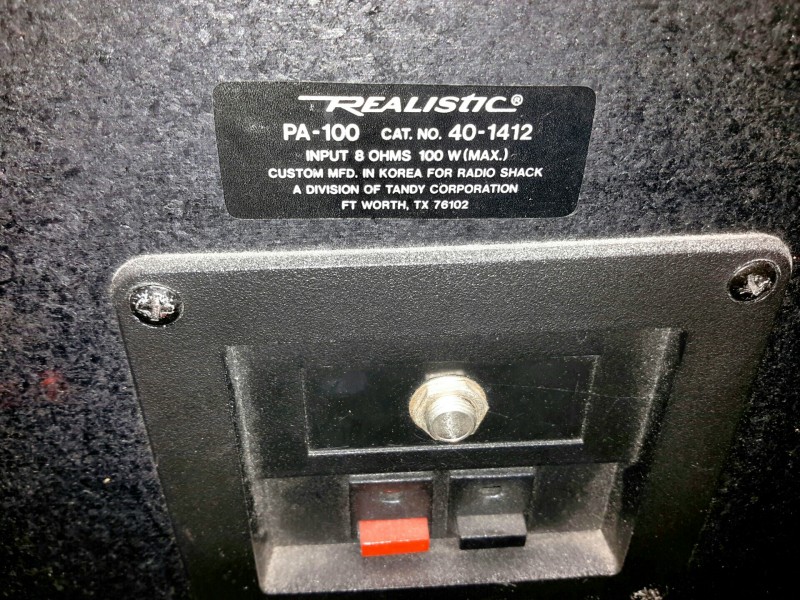 REALISTIC®
PA-100 CAT. NO. 40-1412
INPUT 8 OHMS 100 W (MAX.)
CUSTOM MFD. IN KOREA FOR RADIO SHACK
A DIVISION OF TANDY CORPORATION
FT WORTH, TX 76102